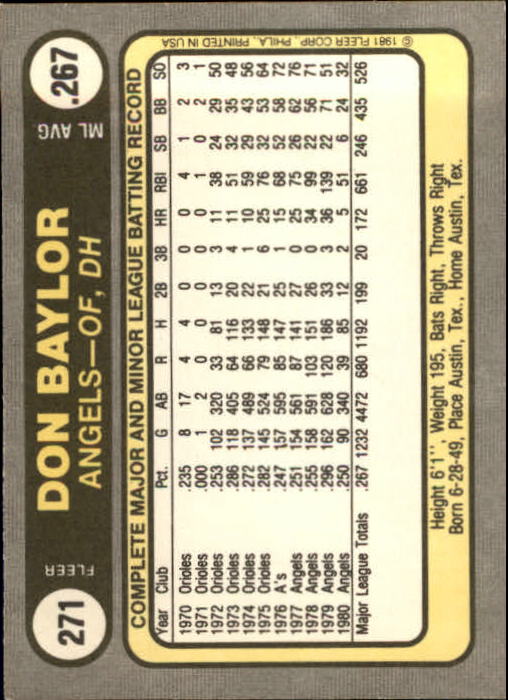 271
FLEER
DON BAYLOR
ANGELS—OF, DH
ML AVG
.267
COMPLETE MAJOR AND MINOR LEAGUE BATTING RECORD
Year Club Pct. G AB R H 2B 3B HR RBI SB BB SO
1970 Orioles .235 8 17 4 4 0 0 0 4 1 2 3
1971 Orioles .000 1 2 0 0 0 0 0 1 0 2 1
1972 Orioles .253 102 320 33 81 13 3 11 38 24 29 50
1973 Orioles .286 118 405 64 116 20 4 11 51 32 35 48
1974 Orioles .272 137 489 66 133 22 1 10 59 29 43 56
1975 Orioles .282 145 524 79 148 21 6 25 76 32 53 64
1976 A's .247 157 595 85 147 25 1 15 68 52 58 72
1977 Angels .251 154 561 87 141 27 0 25 75 26 62 76
1978 Angels .255 158 591 103 151 26 0 34 99 22 56 71
1979 Angels .296 162 628 120 186 33 3 36 139 22 71 51
1980 Angels .250 90 340 39 85 12 2 5 51 6 24 32
Major League Totals .267 1232 4472 680 1192 199 20 172 661 246 435 526
Height 6'1'', Weight 195, Bats Right, Throws Right
Born 6-28-49, Place Austin, Tex., Home Austin, Tex.
© 1981 FLEER CORP., PHILA., PRINTED IN USA